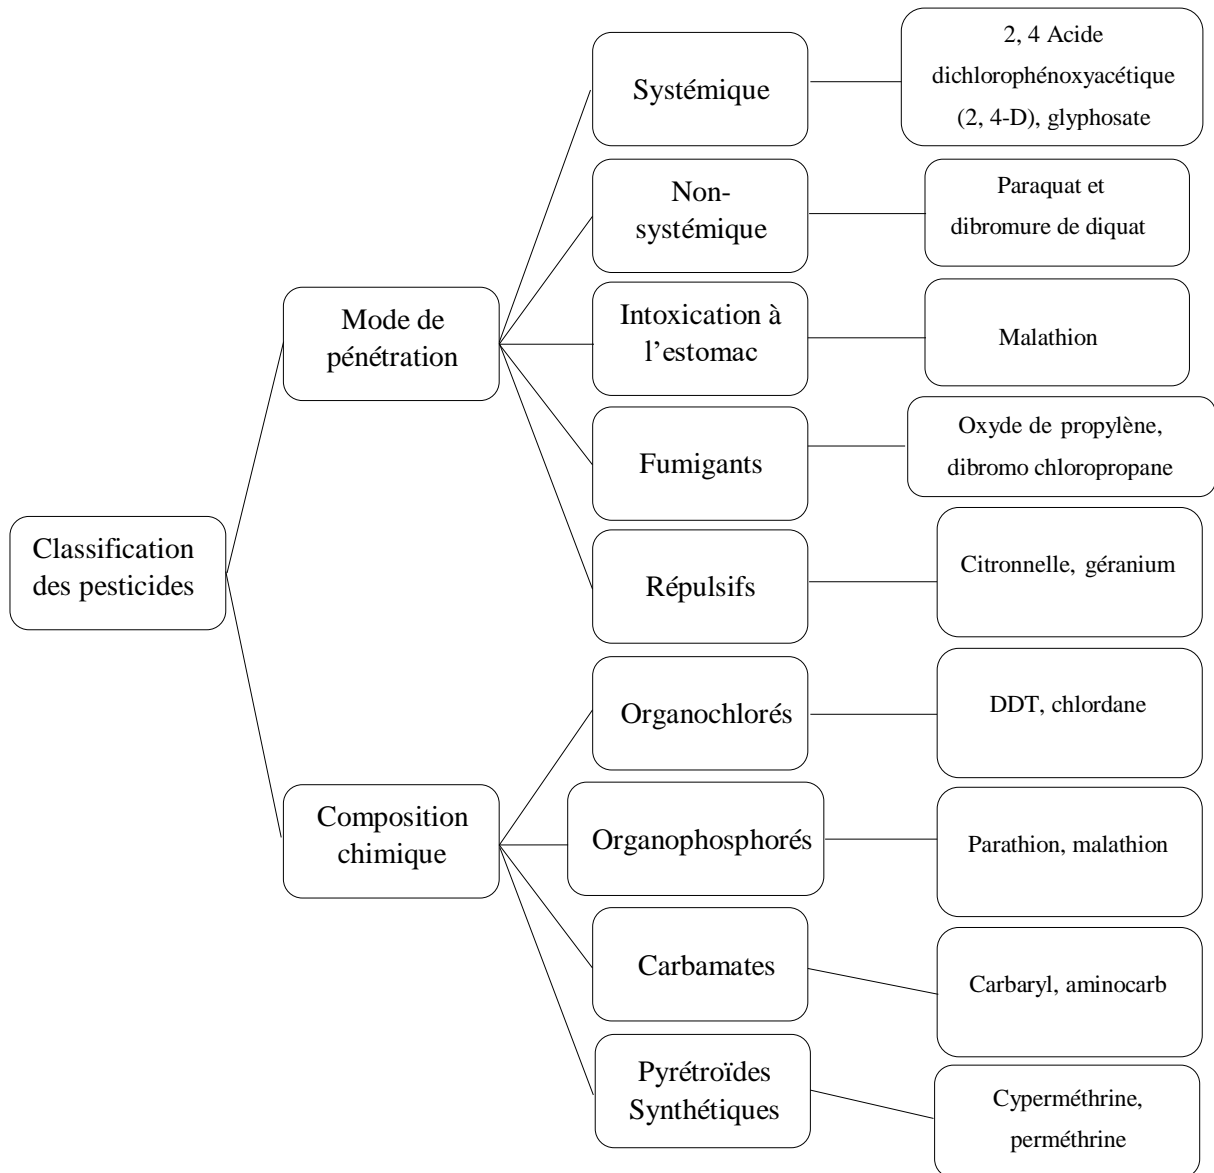 Classification
des pesticides
Mode de
pénétration
Systémique
2, 4 Acide
dichlorophénoxyacétique
(2, 4-D), glyphosate
Non-
systémique
Paraquat et
dibromure de diquat
Intoxication à
l’estomac
Malathion
Fumigants
Oxyde de propylène,
dibromo chloropropane
Répulsifs
Citronnelle, géranium
Composition
chimique
Organochlorés
DDT, chlordane
Organophosphorés
Parathion, malathion
Carbamates
Carbaryl, aminocarb
Pyrétroïdes
Synthétiques
Cyperméthrine,
perméthrine